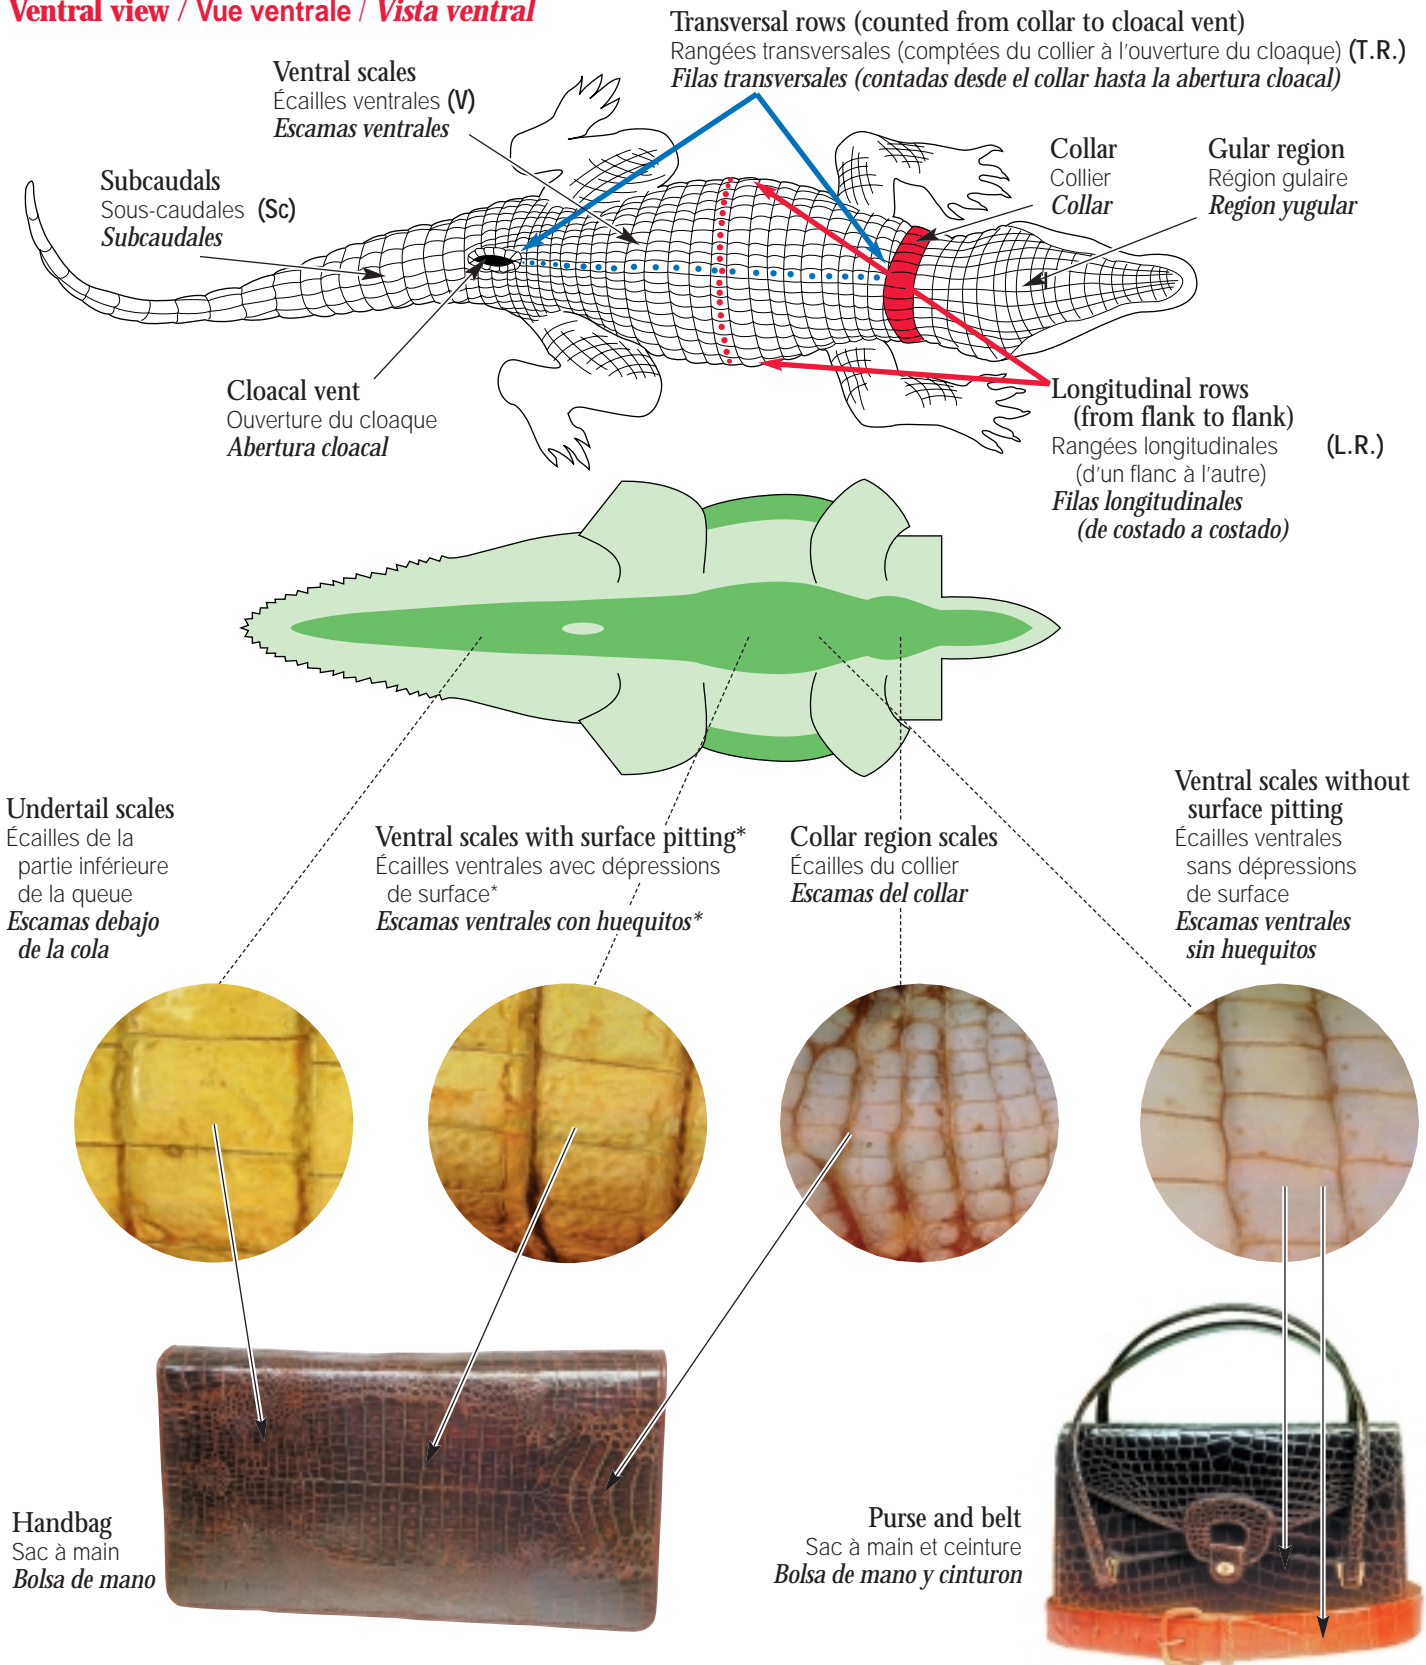 Ventral view / Vue ventrale / Vista ventral
Transversal rows (counted from collar to cloacal vent)
Rangées transversales (comptées du collier à l'ouverture du cloaque) (T.R.)
Filas transversales (contadas desde el collar hasta la abertura cloacal)
Ventral scales
Écailles ventrales (V)
Escamas ventrales
Collar
Collier
Collar
Gular region
Région gulaire
Region yugular
Subcaudals
Sous-caudales (Sc)
Subcaudales
Cloacal vent
Ouverture du cloaque
Abertura cloacal
Longitudinal rows
(from flank to flank)
Rangées longitudinales (L.R.)
(d'un flanc à l'autre)
Filas longitudinales
(de costado a costado)
Undertail scales
Écailles de la
partie inférieure
de la queue
Escamas debajo
de la cola
Ventral scales with surface pitting*
Écailles ventrales avec dépressions
de surface*
Escamas ventrales con huequitos*
Collar region scales
Écailles du collier
Escamas del collar
Ventral scales without
surface pitting
Écailles ventrales
sans dépressions
de surface
Escamas ventrales
sin huequitos
Handbag
Sac à main
Bolsa de mano
Purse and belt
Sac à main et ceinture
Bolsa de mano y cinturon